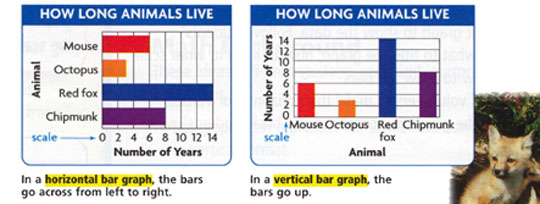 HOW LONG ANIMALS LIVE
Animal
Mouse
Octopus
Red fox
Chipmunk
scale
0 2 4 6 8 10 12 14
Number of Years
In a horizontal bar graph, the bars
go across from left to right.
HOW LONG ANIMALS LIVE
Number of Years
14
12
10
8
6
4
2
0
scale
Mouse Octopus Red Chipmunk
fox
Animal
In a vertical bar graph, the
bars go up.